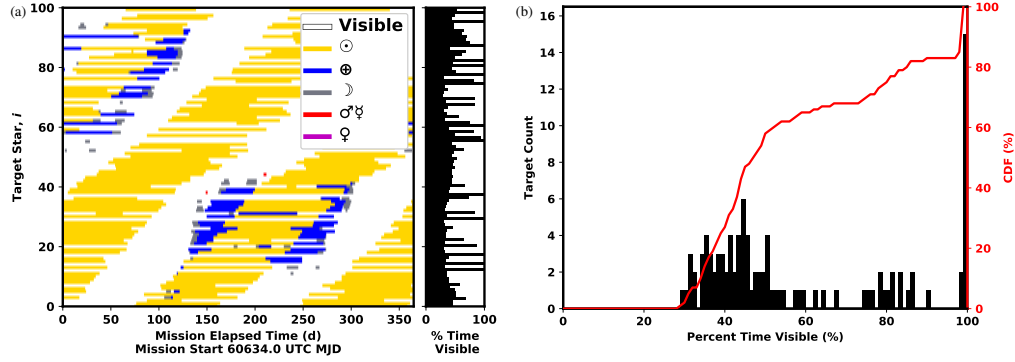 (a)
100
80
60
40
20
0
Target Star, i
0 50 100 150 200 250 300 350
Mission Elapsed Time (d)
Mission Start 60634.0 UTC MJD
Visible
☉
⊕
☽
♂☿
♀
0 100
% Time
Visible
(b)
16
14
12
10
8
6
4
2
0
Target Count
0 20 40 60 80 100
Percent Time Visible (%)
100
80
60
40
20
0
CDF (%)